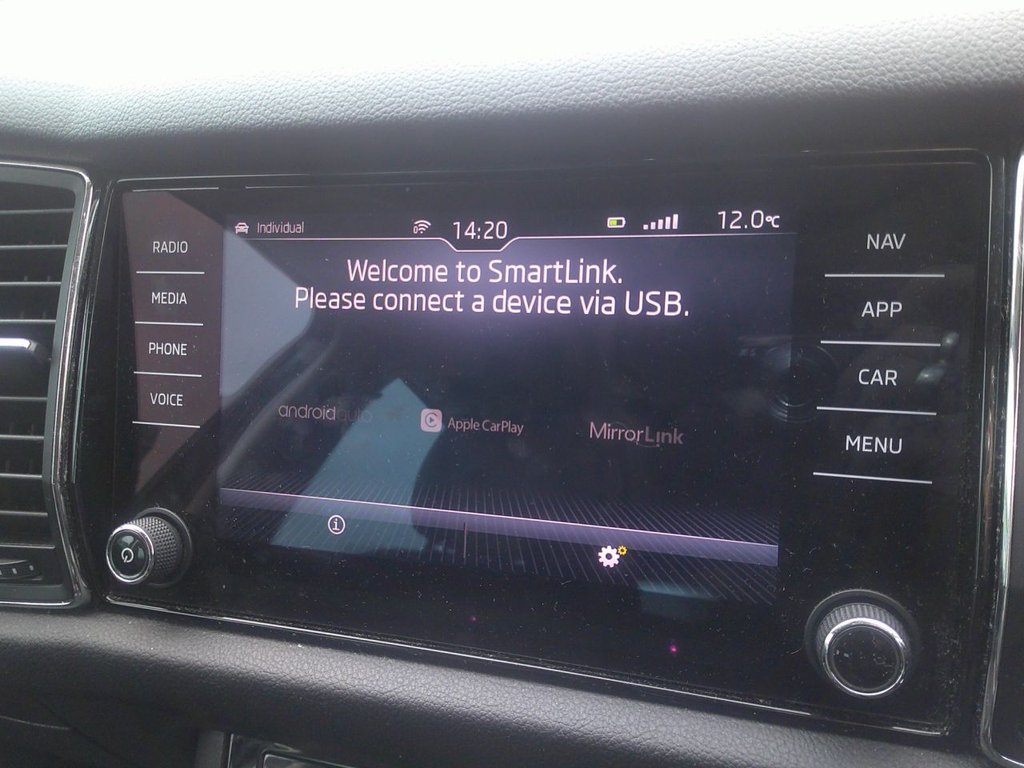 Individual 14:20 12.0°C
Welcome to SmartLink.
Please connect a device via USB.
androidauto Apple CarPlay MirrorLink
RADIO
MEDIA
PHONE
VOICE
NAV
APP
CAR
MENU